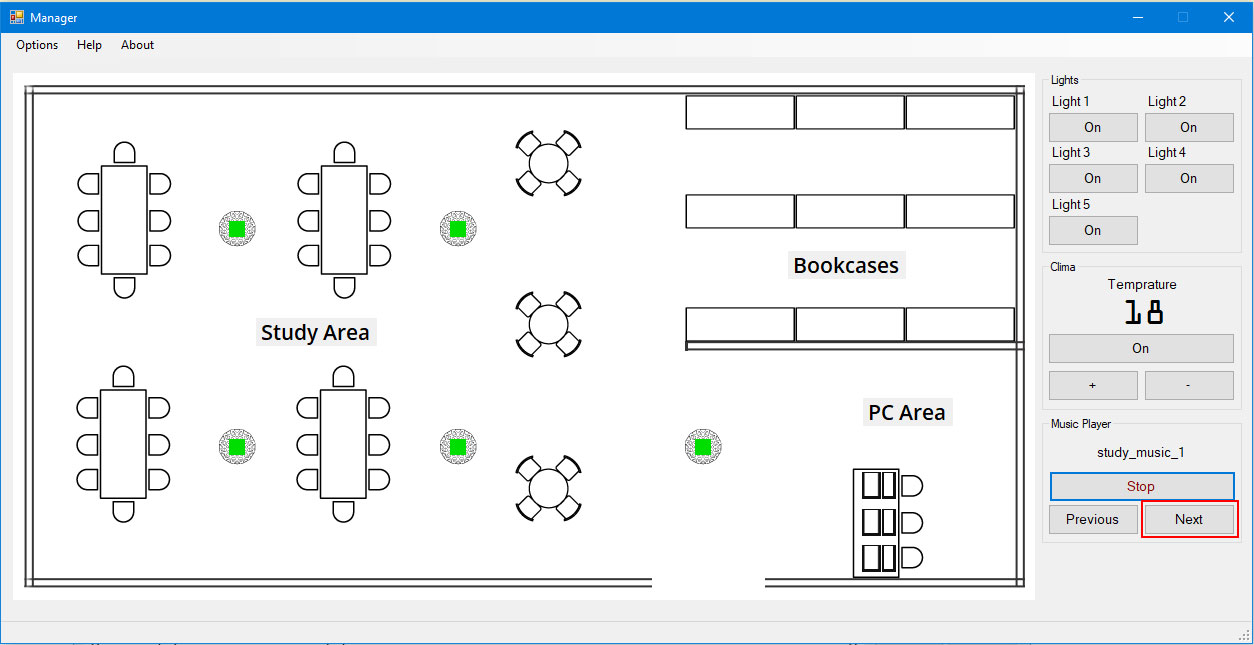 Manager
Options Help About
Lights
Light 1 Light 2
On On
Light 3 Light 4
On On
Light 5
On
Clima
Temprature
18
On
+ -
Music Player
study_music_1
Stop
Previous Next
Study Area
Bookcases
PC Area